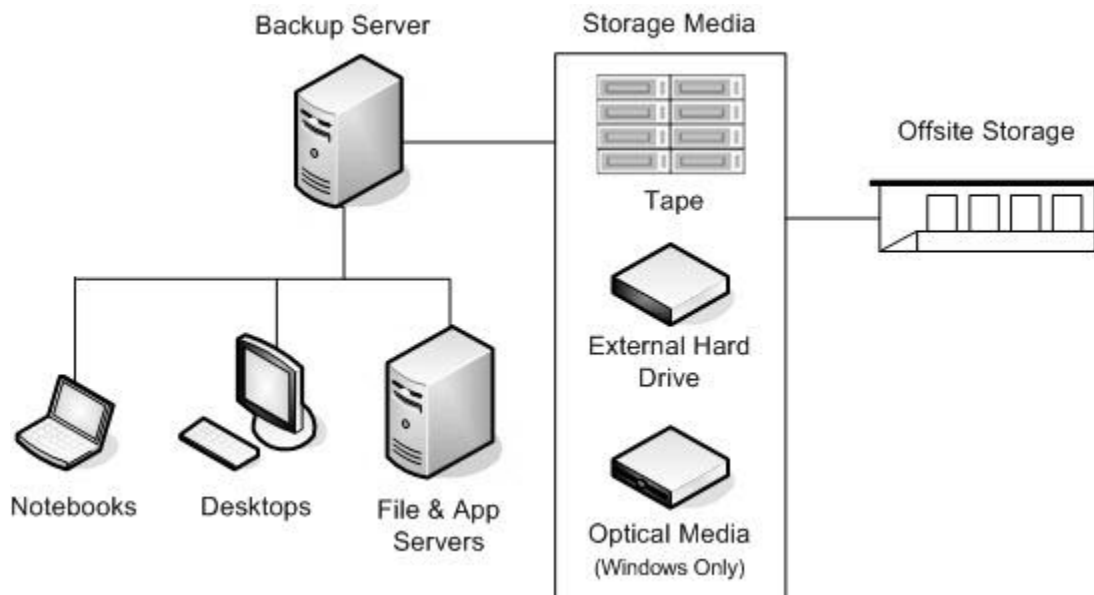 Backup Server
Storage Media
Offsite Storage
Tape
External Hard
Drive
Notebooks
Desktops
File & App
Servers
Optical Media
(Windows Only)